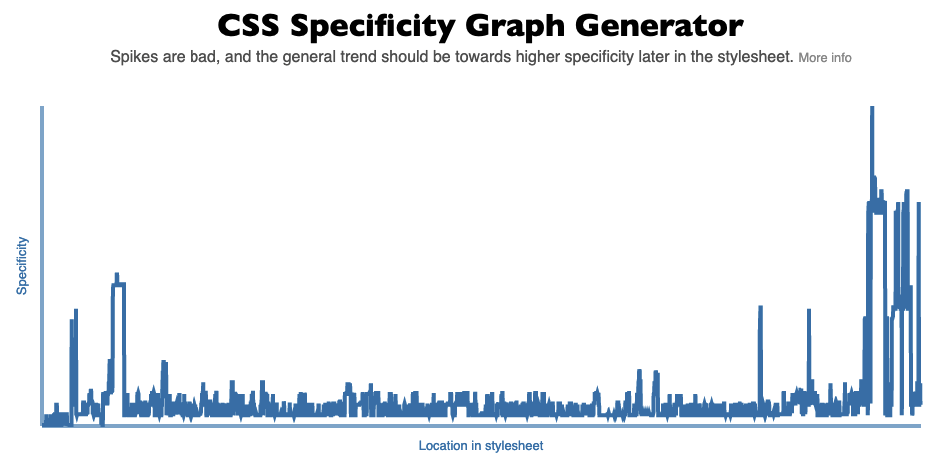 CSS Specificity Graph Generator
Spikes are bad, and the general trend should be towards higher specificity later in the stylesheet. More info
Specificity
Location in stylesheet